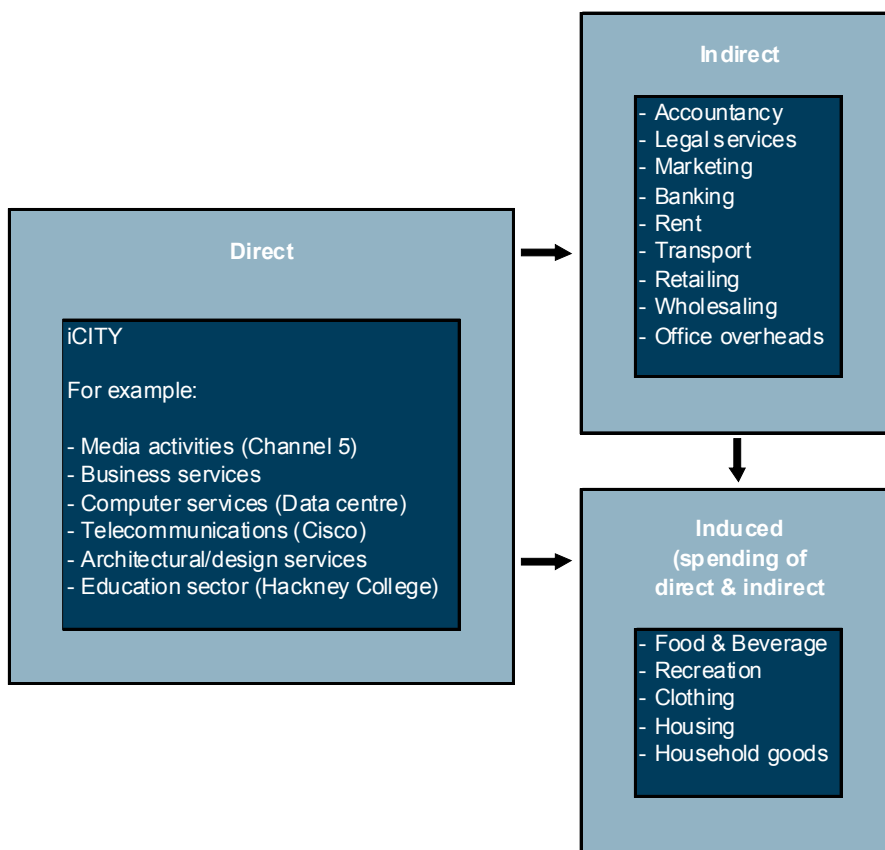 Direct
iCITY
For example:
- Media activities (Channel 5)
- Business services
- Computer services (Data centre)
- Telecommunications (Cisco)
- Architectural/design services
- Education sector (Hackney College)
Indirect
- Accountancy
- Legal services
- Marketing
- Banking
- Rent
- Transport
- Retailing
- Wholesaling
- Office overheads
Induced
(spending of
direct & indirect
- Food & Beverage
- Recreation
- Clothing
- Housing
- Household goods